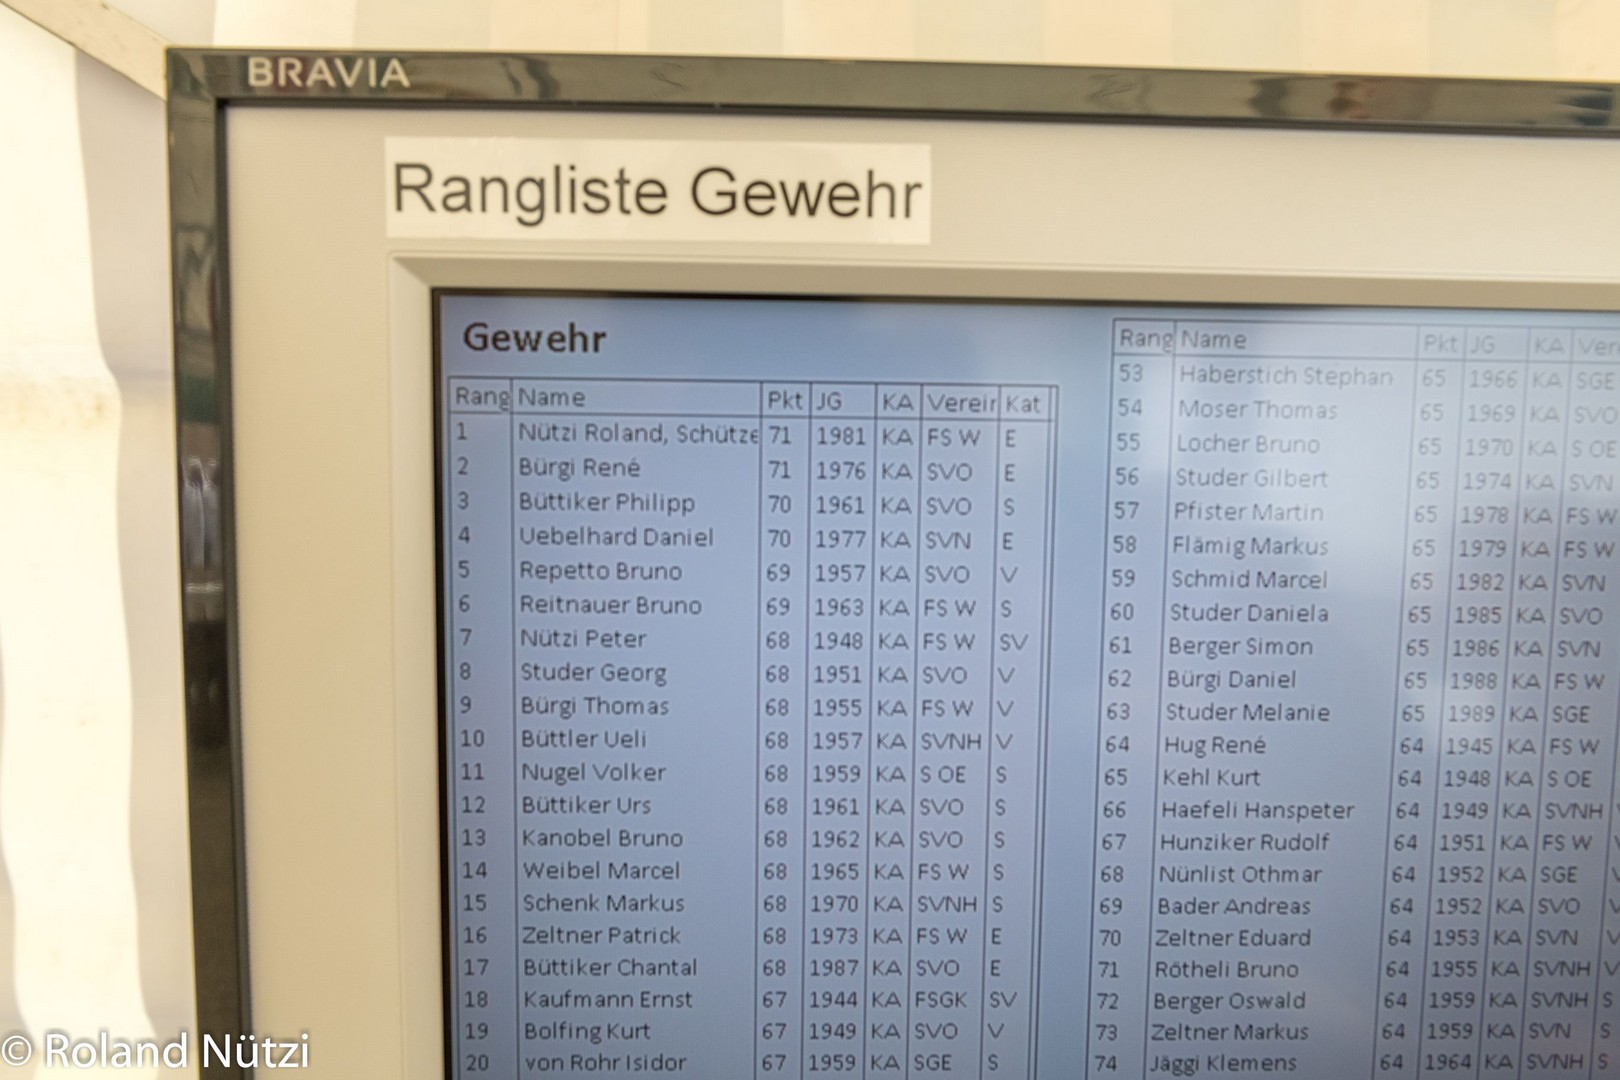 BRAVIA
Rangliste Gewehr
Gewehr
Rang Name Pkt JG KA Verein Kat
1 Nützi Roland, Schütze 71 1981 KA FS W E
2 Bürgi René 71 1976 KA SVO E
3 Büttiker Philipp 70 1961 KA SVO S
4 Uebelhard Daniel 70 1977 KA SVN E
5 Repetto Bruno 69 1957 KA SVO V
6 Reitnauer Bruno 69 1963 KA FS W S
7 Nützi Peter 68 1948 KA FS W SV
8 Studer Georg 68 1951 KA SVO V
9 Bürgi Thomas 68 1955 KA FS W V
10 Büttler Ueli 68 1957 KA SVNH V
11 Nugel Volker 68 1959 KA S OE S
12 Büttiker Urs 68 1961 KA SVO S
13 Kanobel Bruno 68 1962 KA SVO S
14 Weibel Marcel 68 1965 KA FS W S
15 Schenk Markus 68 1970 KA SVNH S
16 Zeltner Patrick 68 1973 KA FS W E
17 Büttiker Chantal 68 1987 KA SVO E
18 Kaufmann Ernst 67 1944 KA FSGK SV
19 Bolfing Kurt 67 1949 KA SVO V
20 von Rohr Isidor 67 1959 KA SGE S
Rang Name Pkt JG KA Ver
53 Haberstich Stephan 65 1966 KA SGE
54 Moser Thomas 65 1969 KA SVO
55 Locher Bruno 65 1970 KA S OE
56 Studer Gilbert 65 1974 KA SVN
57 Pfister Martin 65 1978 KA FS W
58 Flämig Markus 65 1979 KA FS W
59 Schmid Marcel 65 1982 KA SVN
60 Studer Daniela 65 1985 KA SVO
61 Berger Simon 65 1986 KA SVN
62 Bürgi Daniel 65 1988 KA FS W
63 Studer Melanie 65 1989 KA SGE
64 Hug René 64 1945 KA FS W
65 Kehl Kurt 64 1948 KA S OE
66 Haefeli Hanspeter 64 1949 KA SVNH
67 Hunziker Rudolf 64 1951 KA FS W
68 Nünlist Othmar 64 1952 KA SGE
69 Bader Andreas 64 1952 KA SVO
70 Zeltner Eduard 64 1953 KA SVN
71 Rötheli Bruno 64 1955 KA SVNH V
72 Berger Oswald 64 1959 KA SVNH S
73 Zeltner Markus 64 1959 KA SVN S
74 Jäggi Klemens 64 1964 KA SVNH S
© Roland Nützi